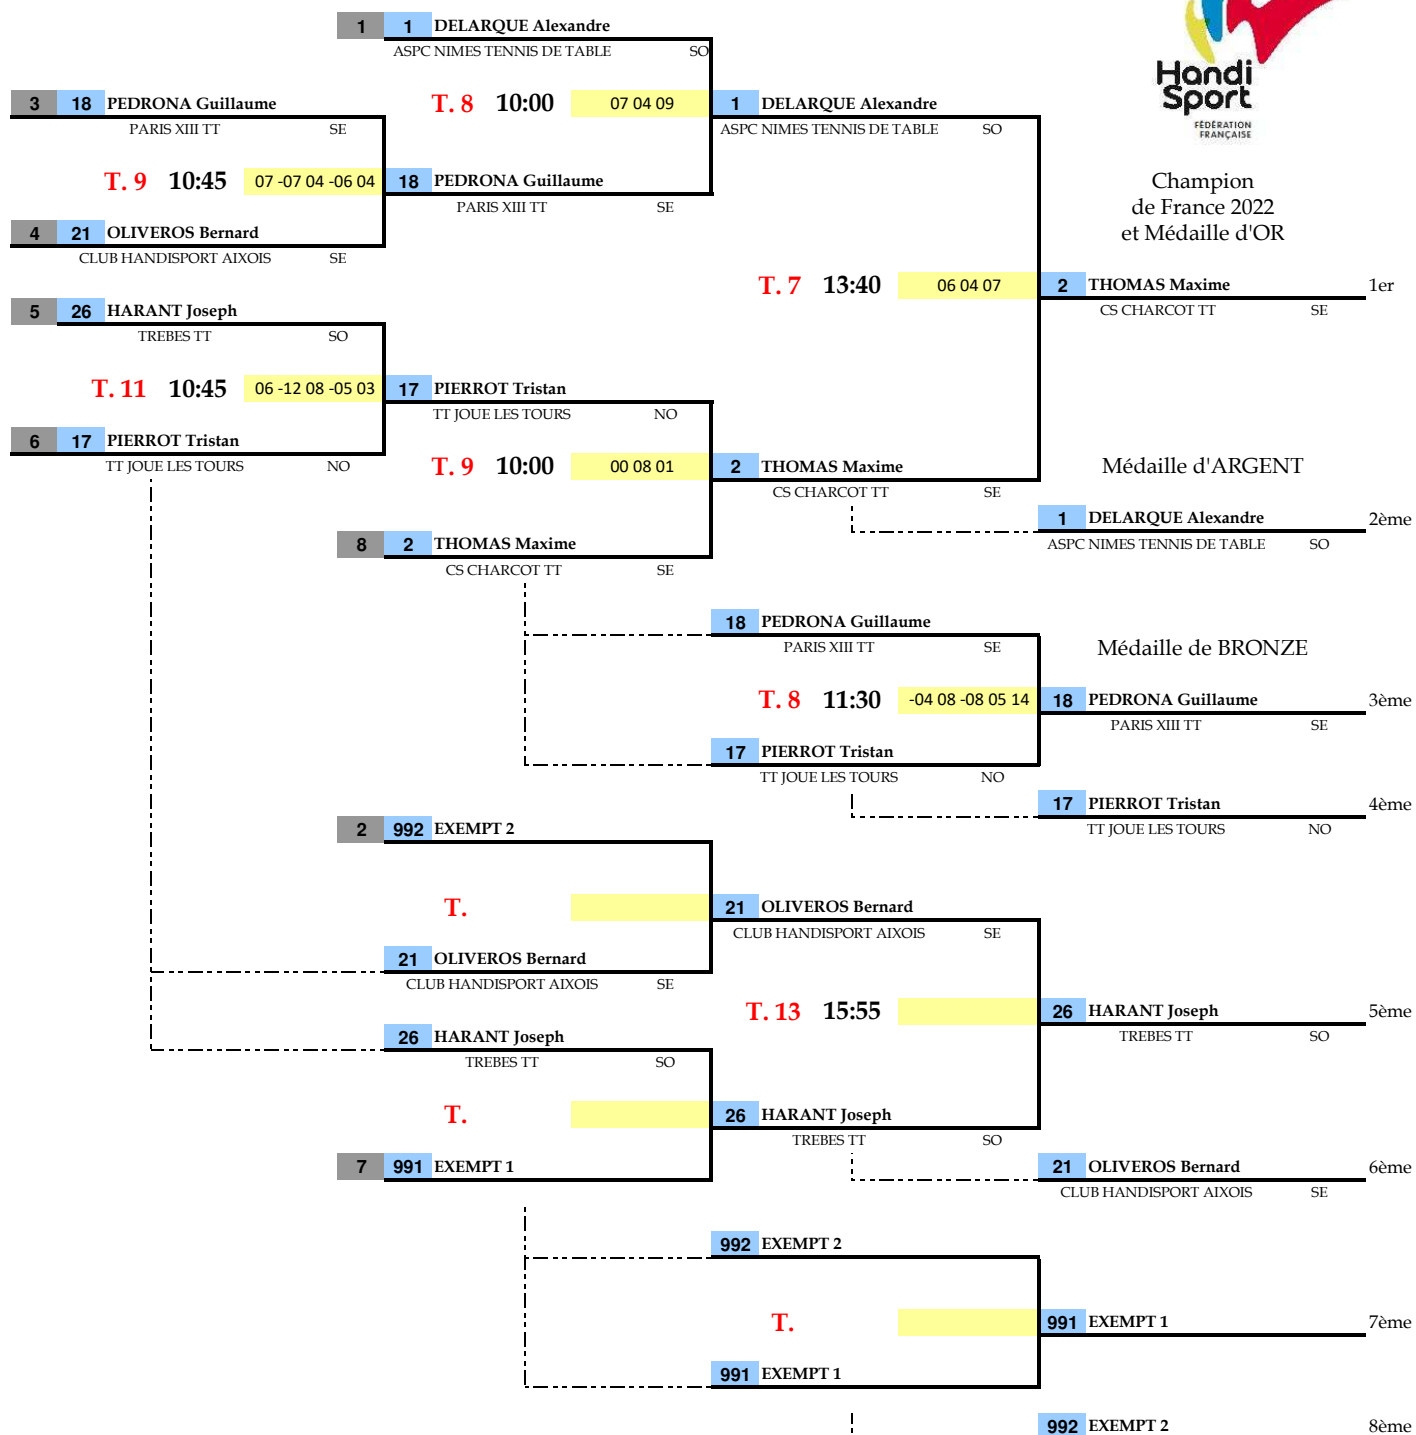 1 1 DELARQUE Alexandre
ASPC NIMES TENNIS DE TABLE SO
Handi
Sport
FÉDÉRATION
FRANÇAISE
3 18 PEDRONA Guillaume T. 8 10:00 07 04 09 1 DELARQUE Alexandre
PARIS XIII TT SE ASPC NIMES TENNIS DE TABLE SO
T. 9 10:45 07 -07 04 -06 04 18 PEDRONA Guillaume
PARIS XIII TT SE
Champion
de France 2022
et Médaille d'OR
4 21 OLIVEROS Bernard
CLUB HANDISPORT AIXOIS SE
T. 7 13:40 06 04 07 2 THOMAS Maxime 1er
CS CHARCOT TT SE
5 26 HARANT Joseph
TREBES TT SO
T. 11 10:45 06 -12 08 -05 03 17 PIERROT Tristan
TT JOUE LES TOURS NO
6 17 PIERROT Tristan
TT JOUE LES TOURS NO
T. 9 10:00 00 08 01 2 THOMAS Maxime Médaille d'ARGENT
CS CHARCOT TT SE
1 DELARQUE Alexandre 2ème
ASPC NIMES TENNIS DE TABLE SO
8 2 THOMAS Maxime
CS CHARCOT TT SE
18 PEDRONA Guillaume
PARIS XIII TT SE Médaille de BRONZE
T. 8 11:30 -04 08 -08 05 14 18 PEDRONA Guillaume 3ème
PARIS XIII TT SE
17 PIERROT Tristan
TT JOUE LES TOURS NO
17 PIERROT Tristan 4ème
TT JOUE LES TOURS NO
2 992 EXEMPT 2
T. 21 OLIVEROS Bernard
CLUB HANDISPORT AIXOIS SE
21 OLIVEROS Bernard
CLUB HANDISPORT AIXOIS SE
T. 13 15:55 26 HARANT Joseph 5ème
TREBES TT SO
26 HARANT Joseph
TREBES TT SO
T. 26 HARANT Joseph
TREBES TT SO
7 991 EXEMPT 1 21 OLIVEROS Bernard 6ème
CLUB HANDISPORT AIXOIS SE
992 EXEMPT 2
T. 991 EXEMPT 1 7ème
991 EXEMPT 1
992 EXEMPT 2 8ème